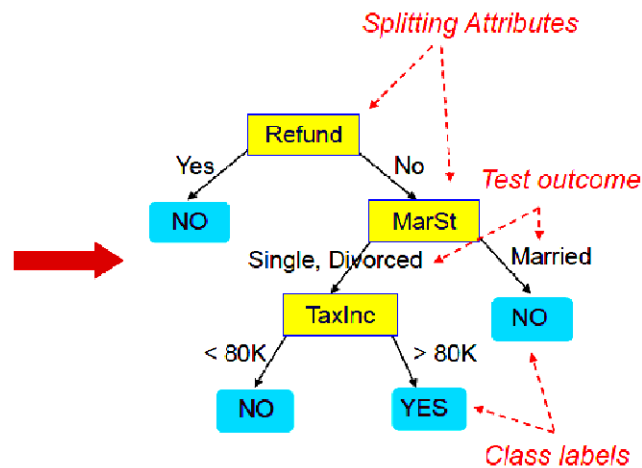 Splitting Attributes
Refund
Yes
No
Test outcome
NO
MarSt
Single, Divorced
Married
TaxInc
NO
< 80K
> 80K
NO
YES
Class labels